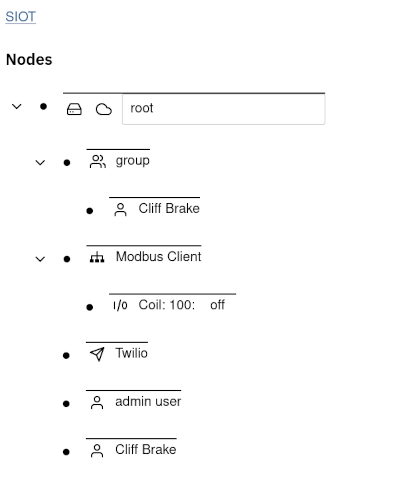 SIOT
Nodes
root
group
Cliff Brake
Modbus Client
I/O Coil: 100: off
Twilio
admin user
Cliff Brake